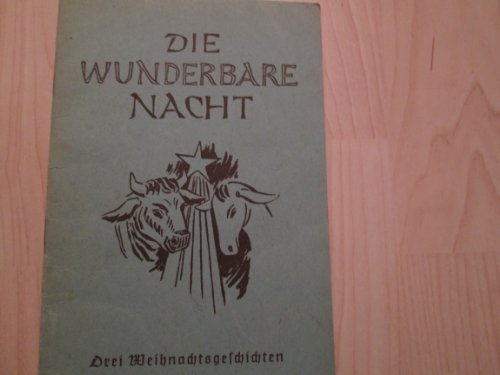 DIE
WUNDERBARE
NACHT
Drei Weihnachtsgeschichten